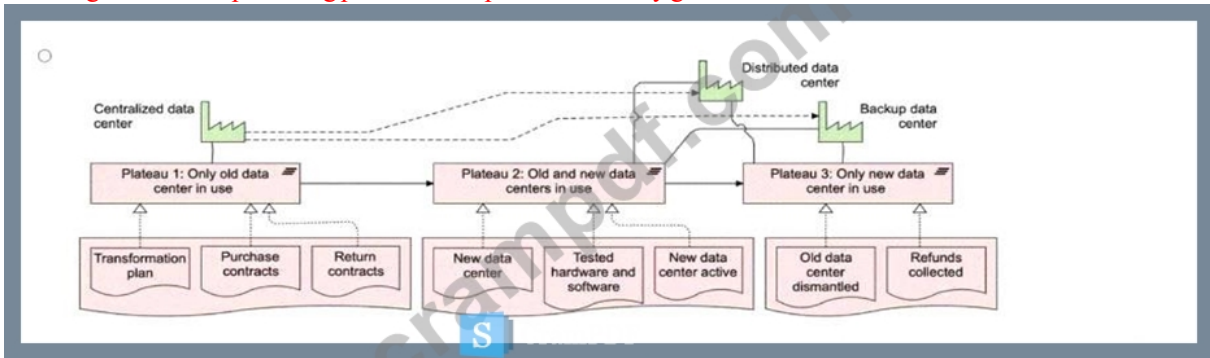 Distributed data
center
Centralized data
center
Backup data
center
Plateau 1: Only old data
center in use
Plateau 2: Old and new data
centers in use
Plateau 3: Only new data
center in use
Transformation
plan
Purchase
contracts
Return
contracts
New data
center
Tested
hardware and
software
New data
center active
Old data
center
dismantled
Refunds
collected
crampdf.com
S